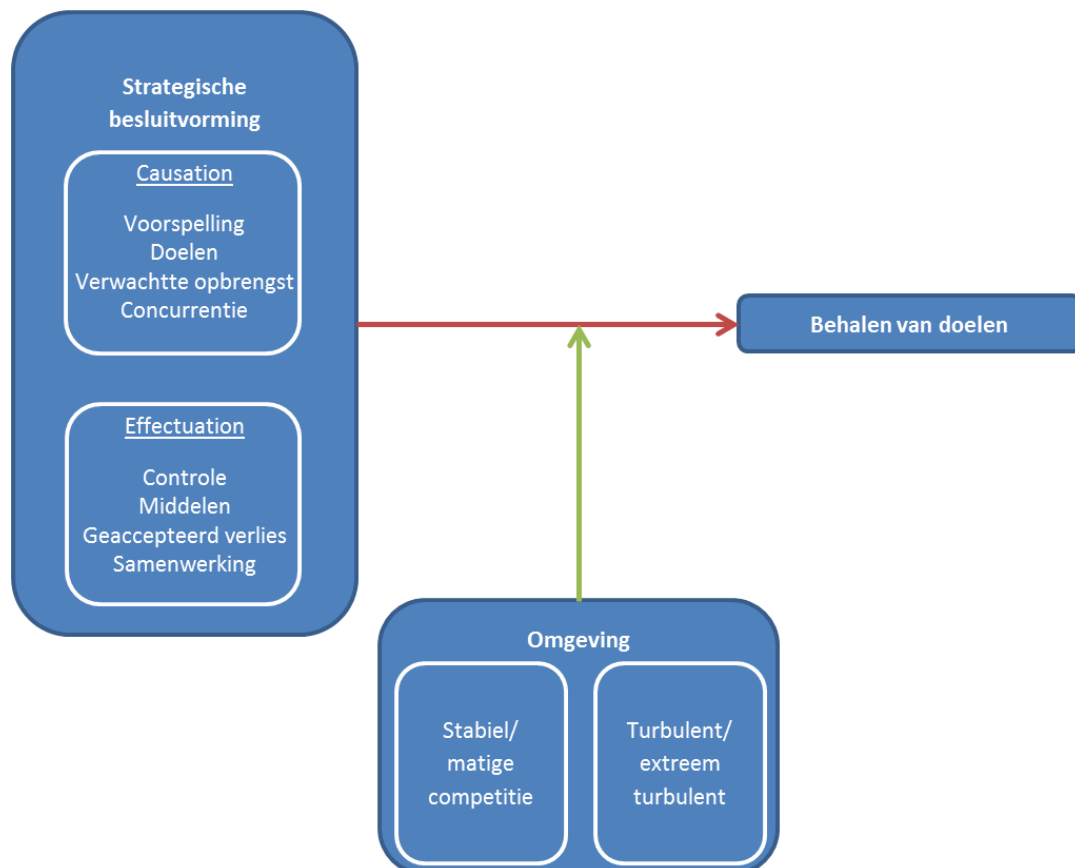 Strategische
besluitvorming
Causation
Voorspelling
Doelen
Verwachtte opbrengst
Concurrentie
Effectuation
Controle
Middelen
Geaccepteerd verlies
Samenwerking
Behalen van doelen
Omgeving
Stabiel/
matige
competitie
Turbulent/
extreem
turbulent